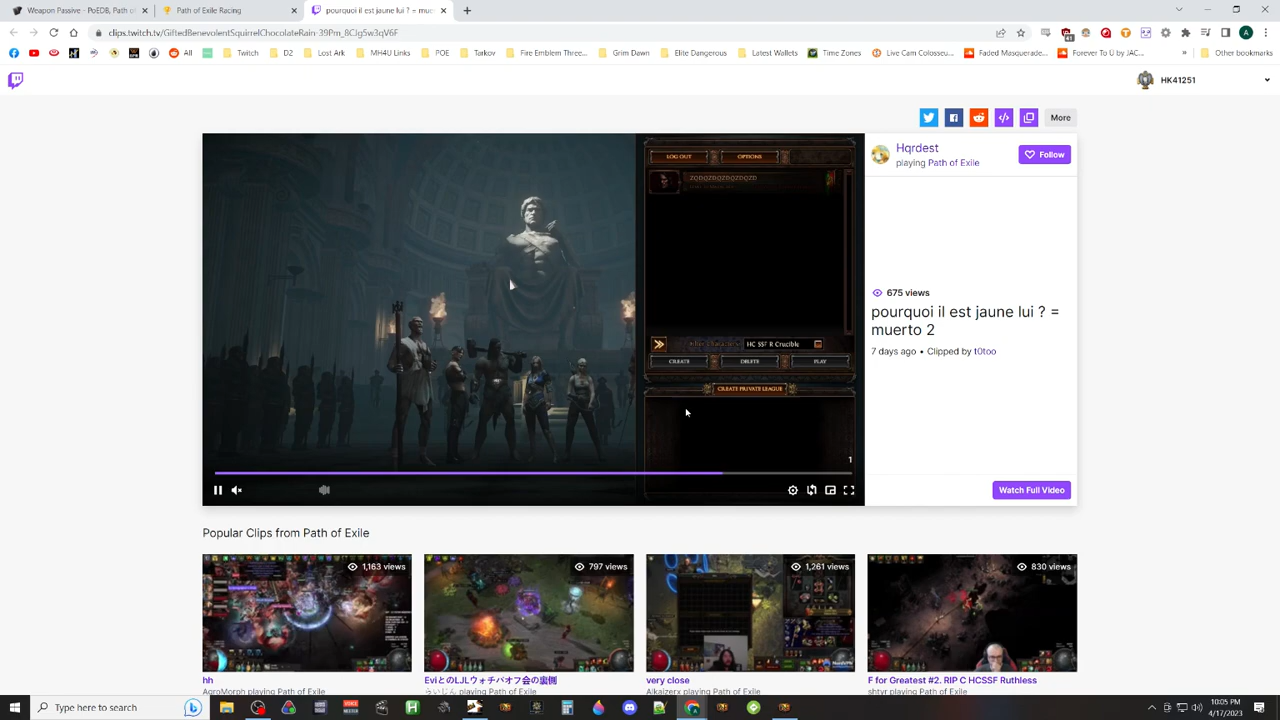 Weapon Passive - PoEDB, Path of
Path of Exile Racing
pourquoi il est jaune lui ? = muer
clips.twitch.tv/GiftedBenevolentSquirrelChocolateRain-39Pm_8CJg5w3qV6F
All
Twitch
D2
Lost Ark
MH4U Links
POE
Tarkov
Fire Emblem Three...
Grim Dawn
Elite Dangerous
Latest Wallets
Time Zones
Live Cam Colosseu...
Faded Masquerade...
Forever To Ü by JAC...
Other bookmarks
HK41251
More
LOG OUT
OPTIONS
HC SSF R Crucible
CREATE
DELETE
PLAY
CREATE PRIVATE LEAGUE
1
Hqrdest
playing Path of Exile
Follow
675 views
pourquoi il est jaune lui ? =
muerto 2
7 days ago • Clipped by t0too
Watch Full Video
Popular Clips from Path of Exile
1,163 views
797 views
1,261 views
830 views
hh
AgroMorph playing Path of Exile
EviとのLJLウォチパオフ会の裏側
らいじん playing Path of Exile
very close
Alkaizerx playing Path of Exile
F for Greatest #2. RIP C HCSSF Ruthless
shtyr playing Path of Exile
Type here to search
10:05 PM
4/17/2023